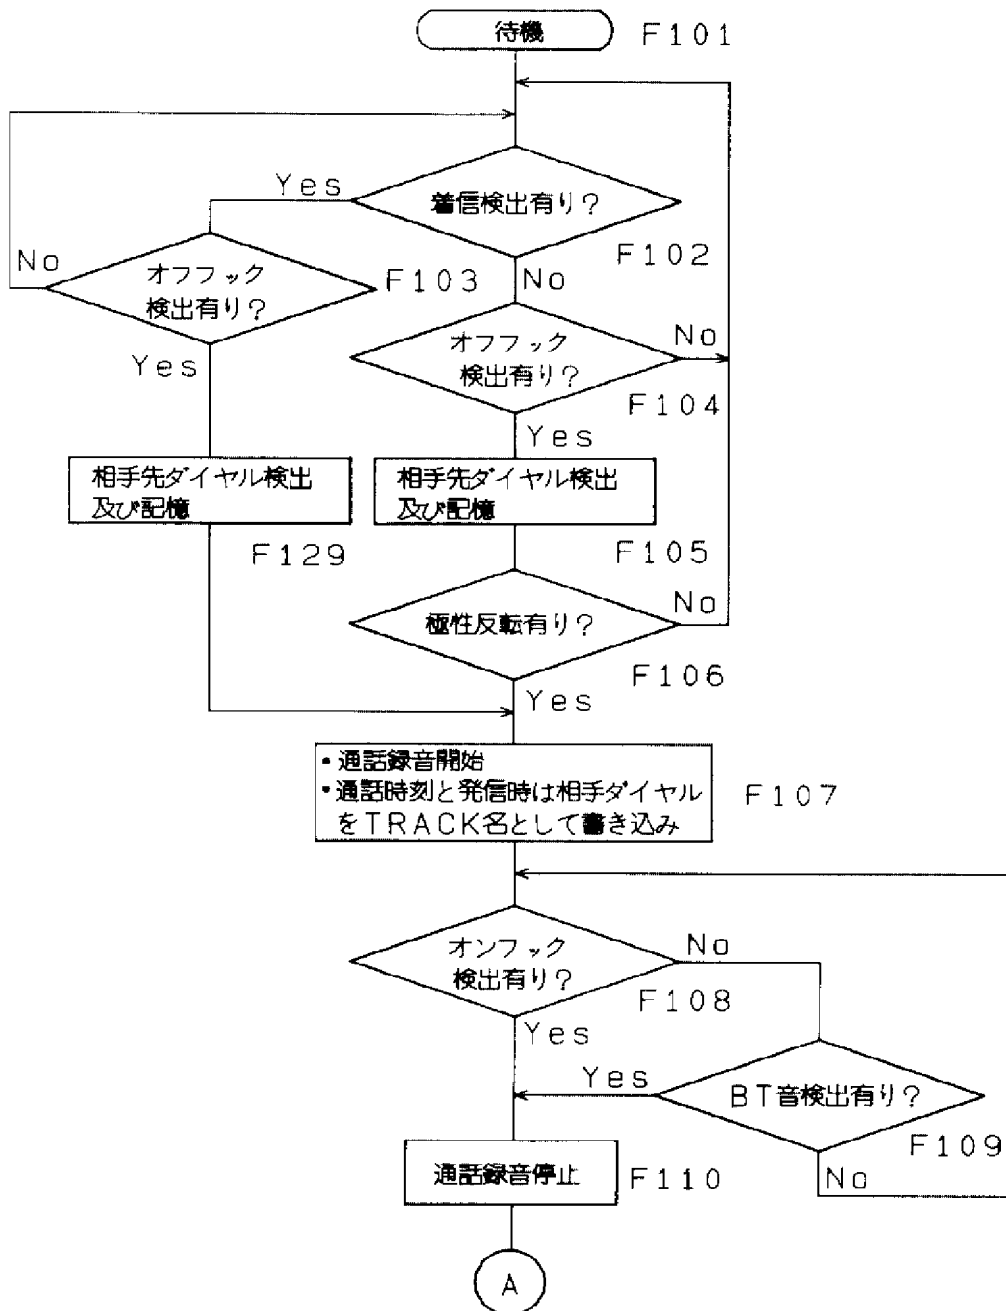 待機
F101
Yes
着信検出有り?
F102
No
オフフック
検出有り?
F103
No
オフフック
検出有り?
No
F104
Yes
Yes
相手先ダイヤル検出
及び記憶
相手先ダイヤル検出
及び記憶
F129
F105
極性反転有り?
No
F106
Yes
・通話録音開始
・通話時刻と発信時は相手ダイヤル
をTRACK名として書き込み
F107
オンフック
検出有り?
No
F108
Yes
Yes
BT音検出有り?
F109
No
通話録音停止
F110
A